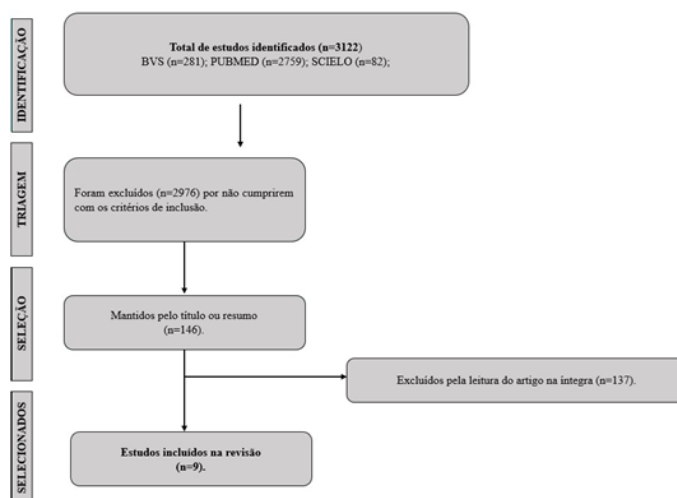 IDENTIFICAÇÃO
Total de estudos identificados (n=3122)
BVS (n=281); PUBMED (n=2759); SCIELO (n=82);
TRIAGEM
Foram excluídos (n=2976) por não cumprirem
com os critérios de inclusão.
SELEÇÃO
Mantidos pelo título ou resumo
(n=146).
Excluídos pela leitura do artigo na íntegra (n=137).
SELECIONADOS
Estudos incluídos na revisão
(n=9).